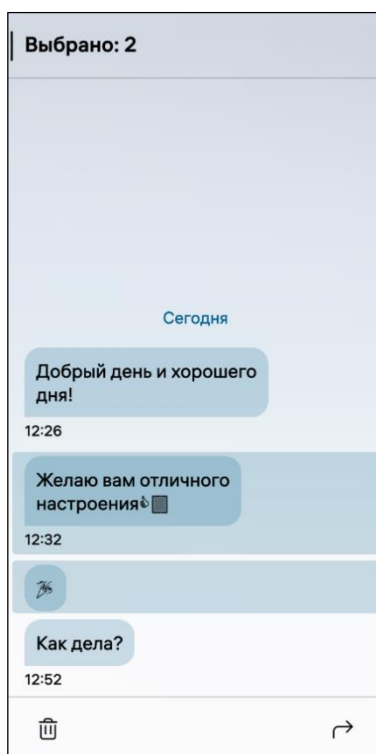 Выбрано: 2
Сегодня
Добрый день и хорошего
дня!
12:26
Желаю вам отличного
настроения
12:32
Как дела?
12:52